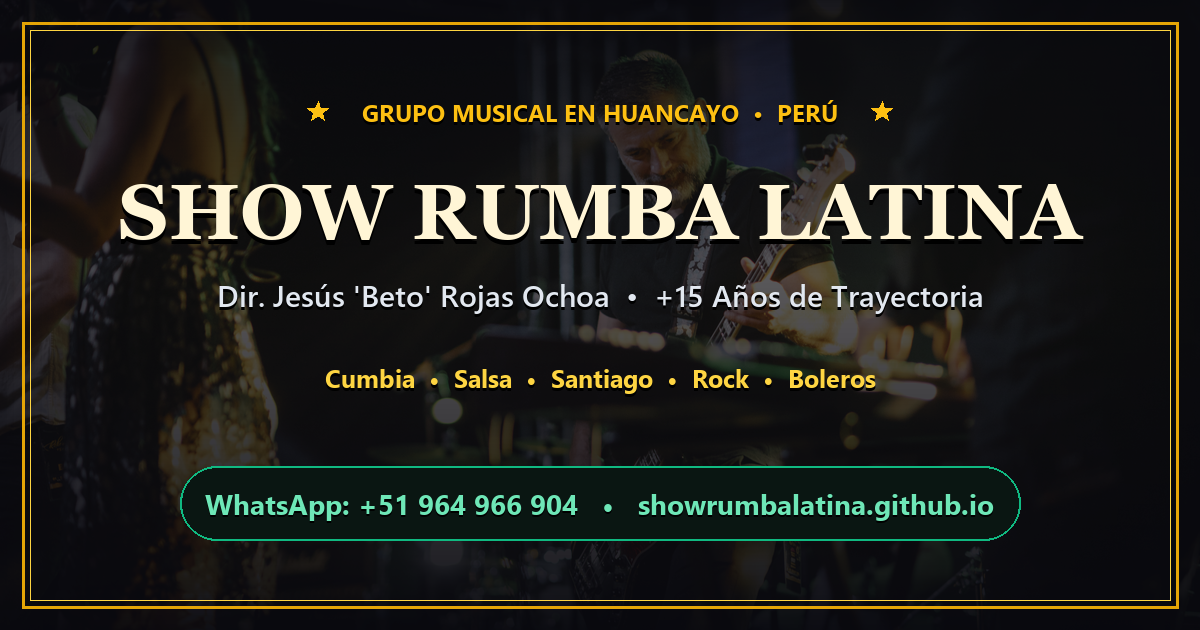 GRUPO MUSICAL EN HUANCAYO • PERÚ
SHOW RUMBA LATINA
Dir. Jesús 'Beto' Rojas Ochoa • +15 Años de Trayectoria
Cumbia • Salsa • Santiago • Rock • Boleros
WhatsApp: +51 964 966 904 • showrumbalatina.github.io